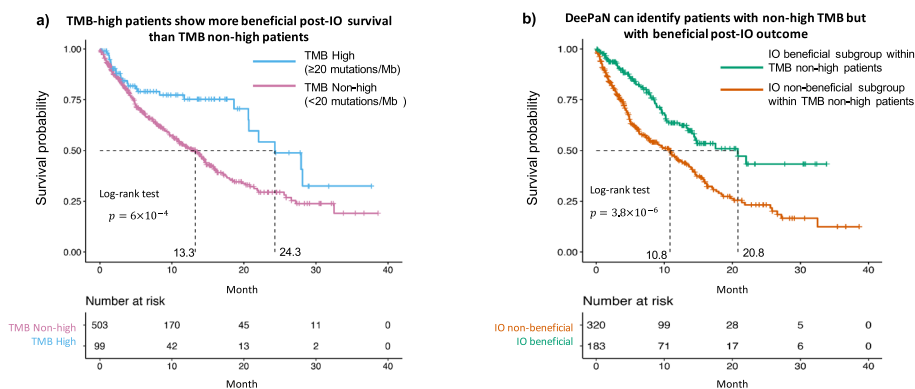 a)
TMB-high patients show more beneficial post-IO survival
than TMB non-high patients
TMB High
(≥20 mutations/Mb)
TMB Non-high
(<20 mutations/Mb )
Survival probability
1.00
0.75
0.50
0.25
0.00
Log-rank test
p = 6×10⁻⁴
13.3
24.3
0 10 20 30 40
Month
Number at risk
TMB Non-high 503 170 45 11 0
TMB High 99 42 13 2 0
0 10 20 30 40
Month
b)
DeePaN can identify patients with non-high TMB but
with beneficial post-IO outcome
IO beneficial subgroup within
TMB non-high patients
IO non-beneficial subgroup
within TMB non-high patients
Survival probability
1.00
0.75
0.50
0.25
0.00
Log-rank test
p = 3.8×10⁻⁶
10.8
20.8
0 10 20 30 40
Month
Number at risk
IO non-beneficial 320 99 28 5 0
IO beneficial 183 71 17 6 0
0 10 20 30 40
Month